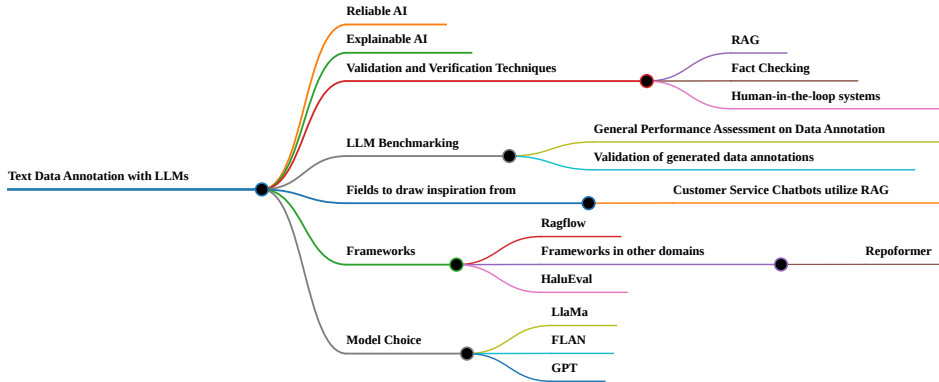 Text Data Annotation with LLMs
Reliable AI
Explainable AI
Validation and Verification Techniques
RAG
Fact Checking
Human-in-the-loop systems
LLM Benchmarking
General Performance Assessment on Data Annotation
Validation of generated data annotations
Fields to draw inspiration from
Customer Service Chatbots utilize RAG
Frameworks
Ragflow
Frameworks in other domains
Repoformer
HaluEval
Model Choice
LlaMa
FLAN
GPT